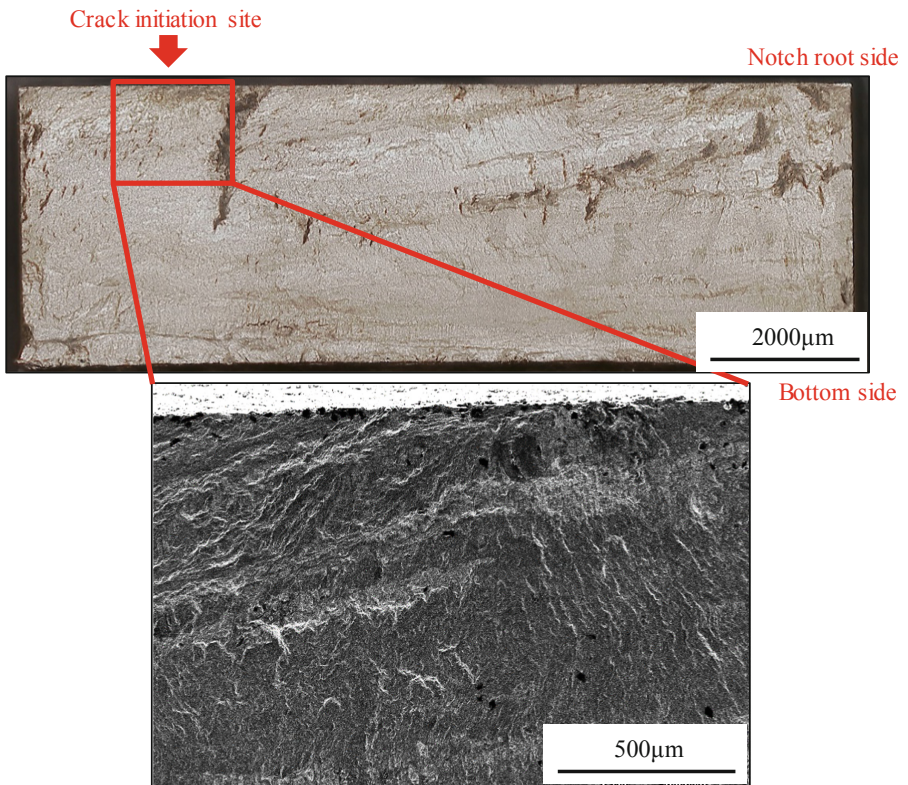 Crack initiation site
Notch root side
2000µm
Bottom side
500µm